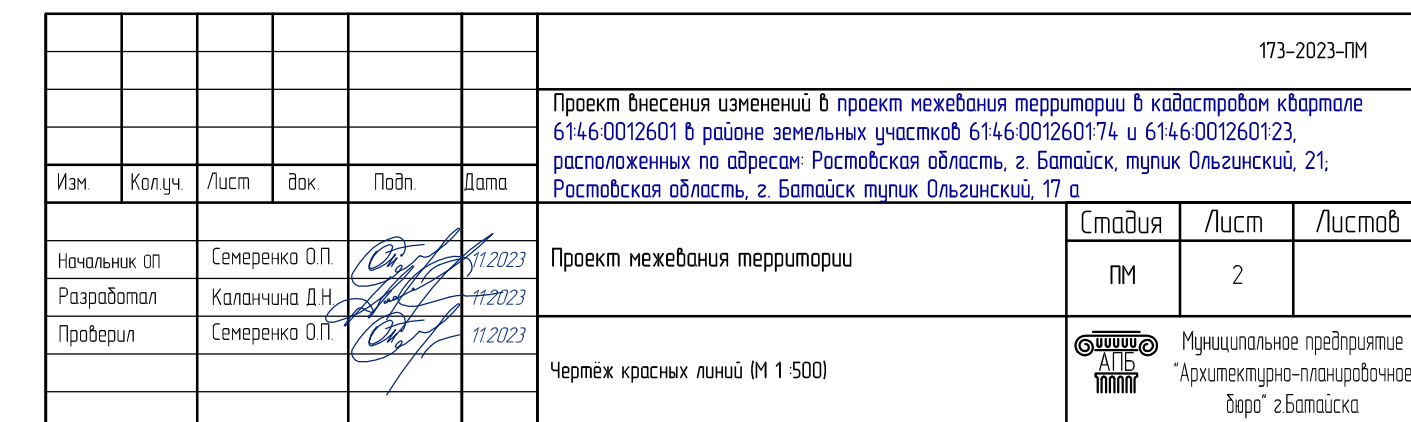 173-2023-ПМ
Проект внесения изменений в проект межевания территории в кадастровом квартале
61:46:0012601 в районе земельных участков 61:46:0012601:74 и 61:46:0012601:23,
расположенных по адресам: Ростовская область, г. Батайск, тупик Ольгинский, 21;
Ростовская область, г. Батайск тупик Ольгинский, 17 а
Изм. Кол.уч. Лист док. Подп. Дата
Стадия Лист Листов
Начальник ОП Семеренко О.П. 11.2023
Разработал Каланчина Д.Н. 11.2023
Проверил Семеренко О.П. 11.2023
Проект межевания территории
ПМ 2
Чертёж красных линий (М 1 :500)
АПБ
Муниципальное предприятие
"Архитектурно-планировочное
бюро" г.Батайска